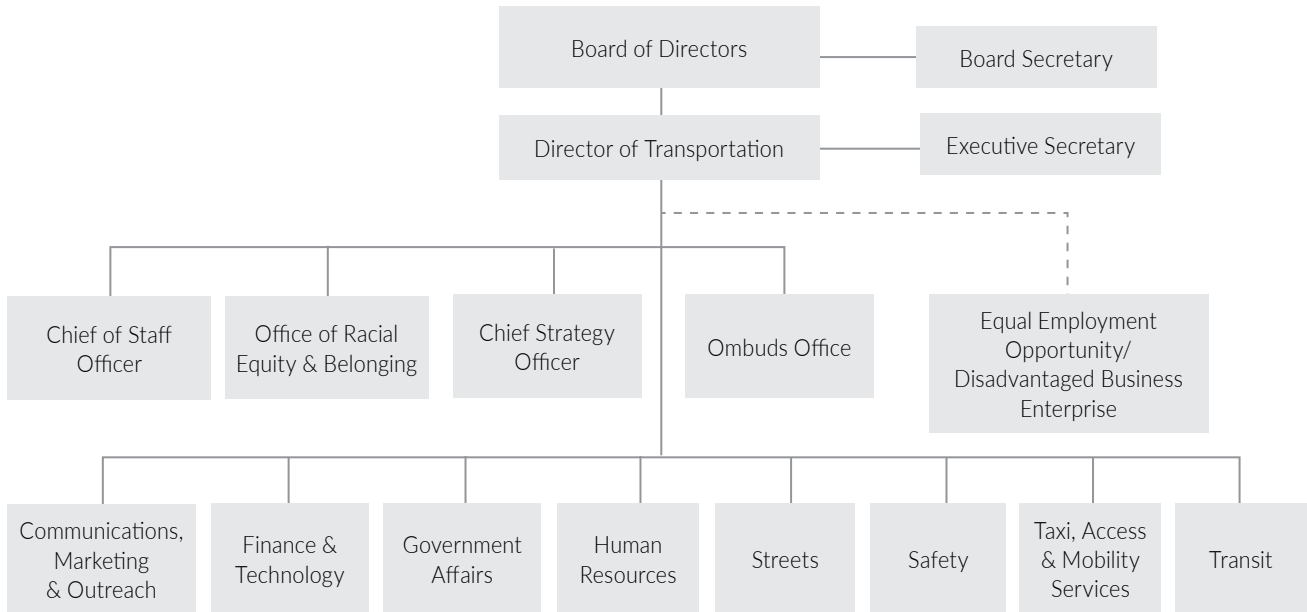 Board of Directors
Board Secretary
Director of Transportation
Executive Secretary
Chief of Staff
Officer
Office of Racial
Equity & Belonging
Chief Strategy
Officer
Ombuds Office
Equal Employment
Opportunity/
Disadvantaged Business
Enterprise
Communications,
Marketing
& Outreach
Finance &
Technology
Government
Affairs
Human
Resources
Streets
Safety
Taxi, Access
& Mobility
Services
Transit